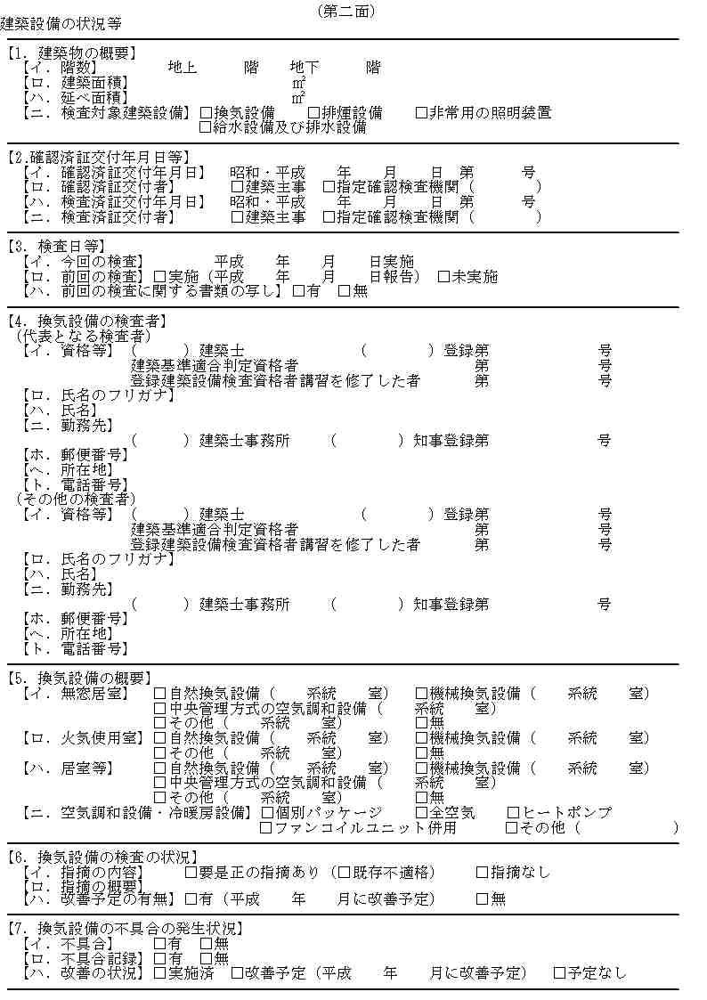 （第二面）
建築設備の状況等
【1．建築物の概要】
【イ．階数】 地上 階 地下 階
【ロ．建築面積】 ㎡
【ハ．延べ面積】 ㎡
【ニ．検査対象建築設備】□換気設備 □排煙設備 □非常用の照明装置
□給水設備及び排水設備
【2.確認済証交付年月日等】
【イ．確認済証交付年月日】 昭和・平成 年 月 日 第 号
【ロ．確認済証交付者】 □建築主事 □指定確認検査機関（ ）
【ハ．検査済証交付年月日】 昭和・平成 年 月 日 第 号
【ニ．検査済証交付者】 □建築主事 □指定確認検査機関（ ）
【3．検査日等】
【イ．今回の検査】 平成 年 月 日実施
【ロ．前回の検査】□実施（平成 年 月 日報告） □未実施
【ハ．前回の検査に関する書類の写し】□有 □無
【4．換気設備の検査者】
（代表となる検査者）
【イ．資格等】（ ）建築士 （ ）登録第 号
建築基準適合判定資格者 第 号
登録建築設備検査資格者講習を修了した者 第 号
【ロ．氏名のフリガナ】
【ハ．氏名】
【ニ．勤務先】
（ ）建築士事務所 （ ）知事登録第 号
【ホ．郵便番号】
【ヘ．所在地】
【ト．電話番号】
（その他の検査者）
【イ．資格等】（ ）建築士 （ ）登録第 号
建築基準適合判定資格者 第 号
登録建築設備検査資格者講習を修了した者 第 号
【ロ．氏名のフリガナ】
【ハ．氏名】
【ニ．勤務先】
（ ）建築士事務所 （ ）知事登録第 号
【ホ．郵便番号】
【ヘ．所在地】
【ト．電話番号】
【5．換気設備の概要】
【イ．無窓居室】 □自然換気設備（ 系統 室） □機械換気設備（ 系統 室）
□中央管理方式の空気調和設備（ 系統 室）
□その他（ 系統 室） □無
【ロ．火気使用室】□自然換気設備（ 系統 室） □機械換気設備（ 系統 室）
□その他（ 系統 室） □無
【ハ．居室等】 □自然換気設備（ 系統 室） □機械換気設備（ 系統 室）
□中央管理方式の空気調和設備（ 系統 室）
□その他（ 系統 室） □無
【ニ．空気調和設備・冷暖房設備】□個別パッケージ □全空気 □ヒートポンプ
□ファンコイルユニット併用 □その他（ ）
【6．換気設備の検査の状況】
【イ．指摘の内容】 □要是正の指摘あり（□既存不適格） □指摘なし
【ロ．指摘の概要】
【ハ．改善予定の有無】□有（平成 年 月に改善予定） □無
【7．換気設備の不具合の発生状況】
【イ．不具合】 □有 □無
【ロ．不具合記録】□有 □無
【ハ．改善の状況】□実施済 □改善予定（平成 年 月に改善予定） □予定なし